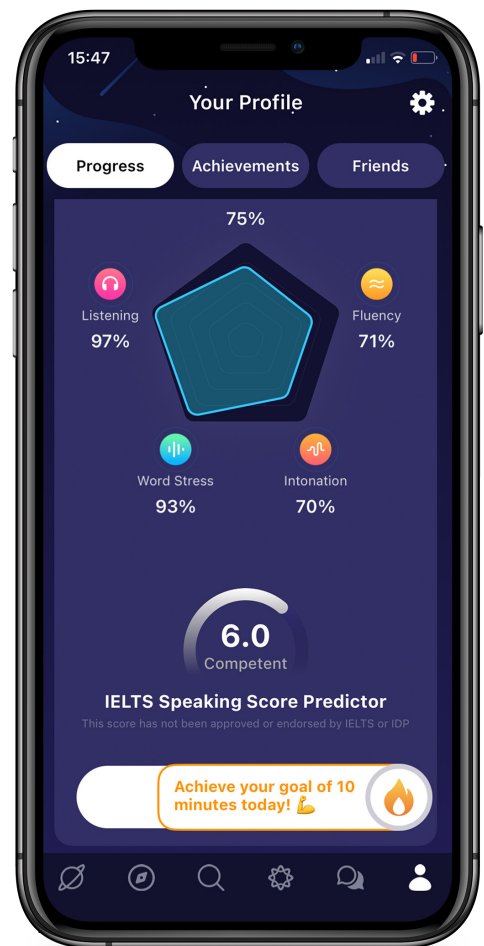 15:47
Your Profile
Progress
Achievements
Friends
75%
Listening
97%
Fluency
71%
Word Stress
93%
Intonation
70%
6.0
Competent
IELTS Speaking Score Predictor
This score has not been approved or endorsed by IELTS or IDP
Achieve your goal of 10
minutes today! 💪